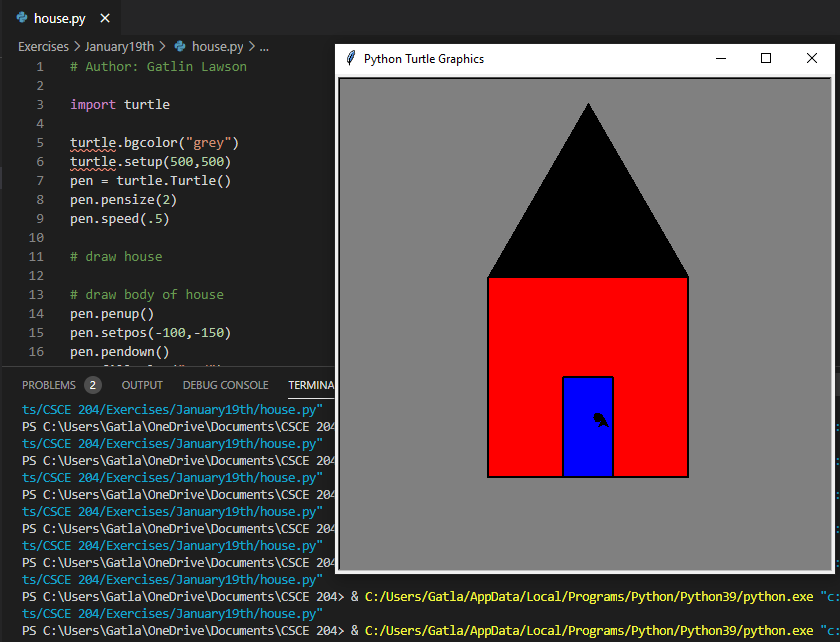 house.py
Exercises > January19th > house.py > ...
1 # Author: Gatlin Lawson
2
3 import turtle
4
5 turtle.bgcolor("grey")
6 turtle.setup(500,500)
7 pen = turtle.Turtle()
8 pen.pensize(2)
9 pen.speed(.5)
10
11 # draw house
12
13 # draw body of house
14 pen.penup()
15 pen.setpos(-100,-150)
16 pen.pendown()
Python Turtle Graphics
PROBLEMS 2 OUTPUT DEBUG CONSOLE TERMINA
ts/CSCE 204/Exercises/January19th/house.py"
PS C:\Users\Gatla\OneDrive\Documents\CSCE 204
ts/CSCE 204/Exercises/January19th/house.py"
PS C:\Users\Gatla\OneDrive\Documents\CSCE 204
ts/CSCE 204/Exercises/January19th/house.py"
PS C:\Users\Gatla\OneDrive\Documents\CSCE 204
ts/CSCE 204/Exercises/January19th/house.py"
PS C:\Users\Gatla\OneDrive\Documents\CSCE 204
ts/CSCE 204/Exercises/January19th/house.py"
PS C:\Users\Gatla\OneDrive\Documents\CSCE 204
ts/CSCE 204/Exercises/January19th/house.py"
PS C:\Users\Gatla\OneDrive\Documents\CSCE 204> & C:/Users/Gatla/AppData/Local/Programs/Python/Python39/python.exe "c:
ts/CSCE 204/Exercises/January19th/house.py"
PS C:\Users\Gatla\OneDrive\Documents\CSCE 204> & C:/Users/Gatla/AppData/Local/Programs/Python/Python39/python.exe "c: